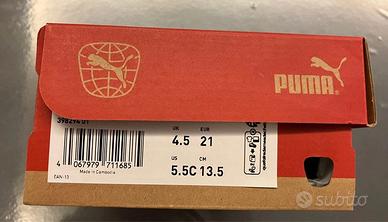 PUMA
398294 01
UK EUR
4.5 21
US CM
5.5C 13.5
4 067979 711685
EAN-13
Made in Cambodia
subito